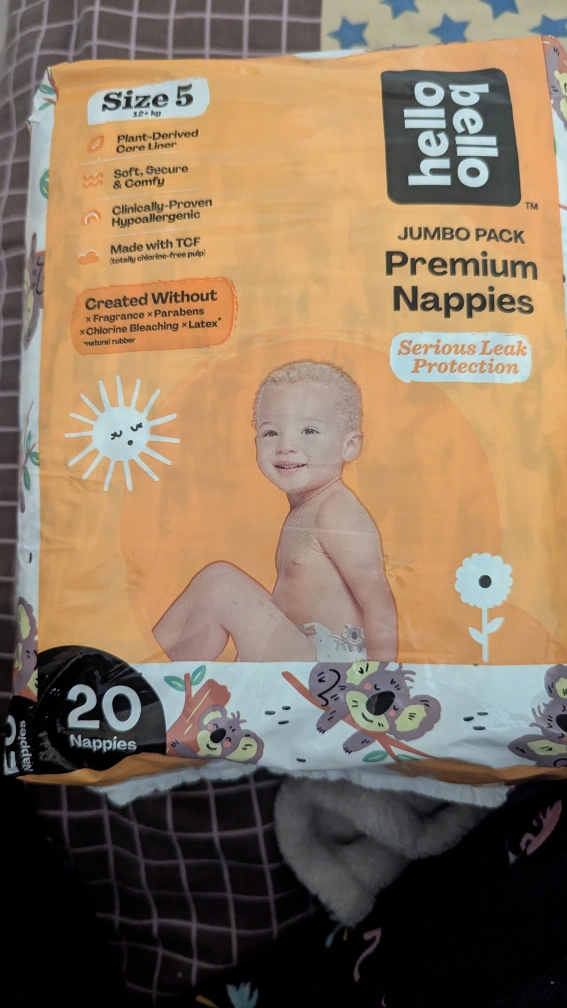 Size 5
12+ kg
Plant-Derived
Core Liner
Soft, Secure
& Comfy
Clinically-Proven
Hypoallergenic
Made with TCF
(totally chlorine-free pulp)
Created Without
×Fragrance ×Parabens
×Chlorine Bleaching ×Latex*
*natural rubber
hello
bello
TM
JUMBO PACK
Premium
Nappies
Serious Leak
Protection
20
Nappies
Nappies